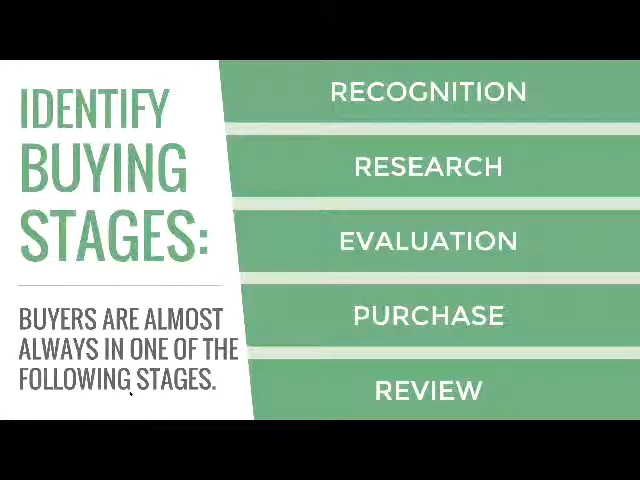 IDENTIFY
BUYING
STAGES:
BUYERS ARE ALMOST
ALWAYS IN ONE OF THE
FOLLOWING STAGES.
RECOGNITION
RESEARCH
EVALUATION
PURCHASE
REVIEW